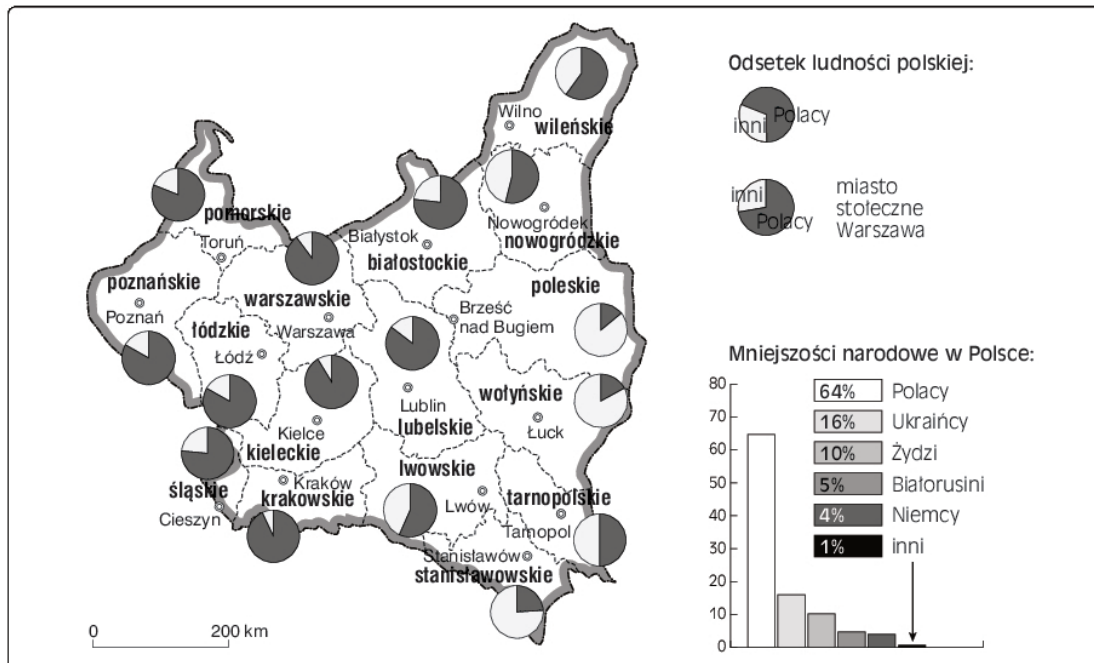 Wilno
wileńskie
pomorskie
Toruń
Białystok
białostockie
Nowogródek
nowogródzkie
poznańskie
Poznań
warszawskie
Warszawa
łódzkie
Łódź
poleskie
Brześć
nad Bugiem
Lublin
lubelskie
wołyńskie
Łuck
Kielce
kieleckie
śląskie
Cieszyn
Kraków
krakowskie
lwowskie
Lwów
tarnopolskie
Tarnopol
Stanisławów
stanisławowskie
0 200 km
Odsetek ludności polskiej:
Polacy
inni
inni
Polacy
miasto
stołeczne
Warszawa
Mniejszości narodowe w Polsce:
80
70
60
50
40
30
20
10
0
64% Polacy
16% Ukraińcy
10% Żydzi
5% Białorusini
4% Niemcy
1% inni